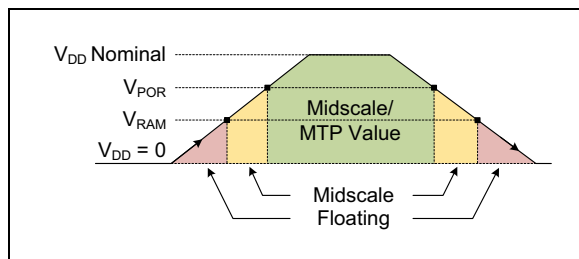 V_DD Nominal
V_POR
V_RAM
V_DD = 0
Midscale/
MTP Value
Midscale
Floating